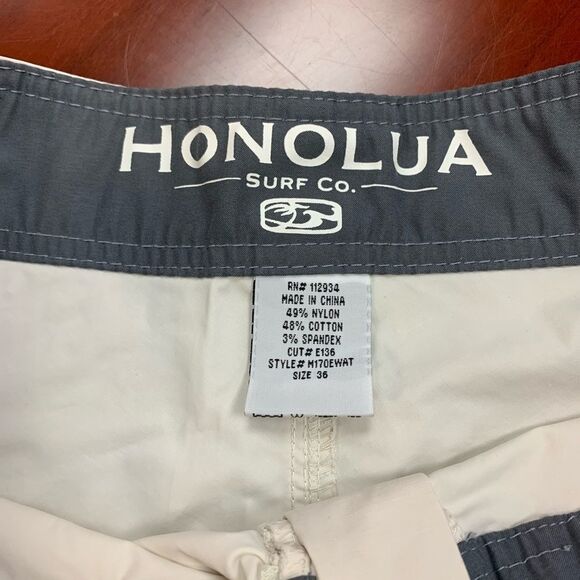 HONOLUA
SURF CO.
RN# 112934
MADE IN CHINA
49% NYLON
48% COTTON
3% SPANDEX
CUT# E136
STYLE# M170EWAT
SIZE 36